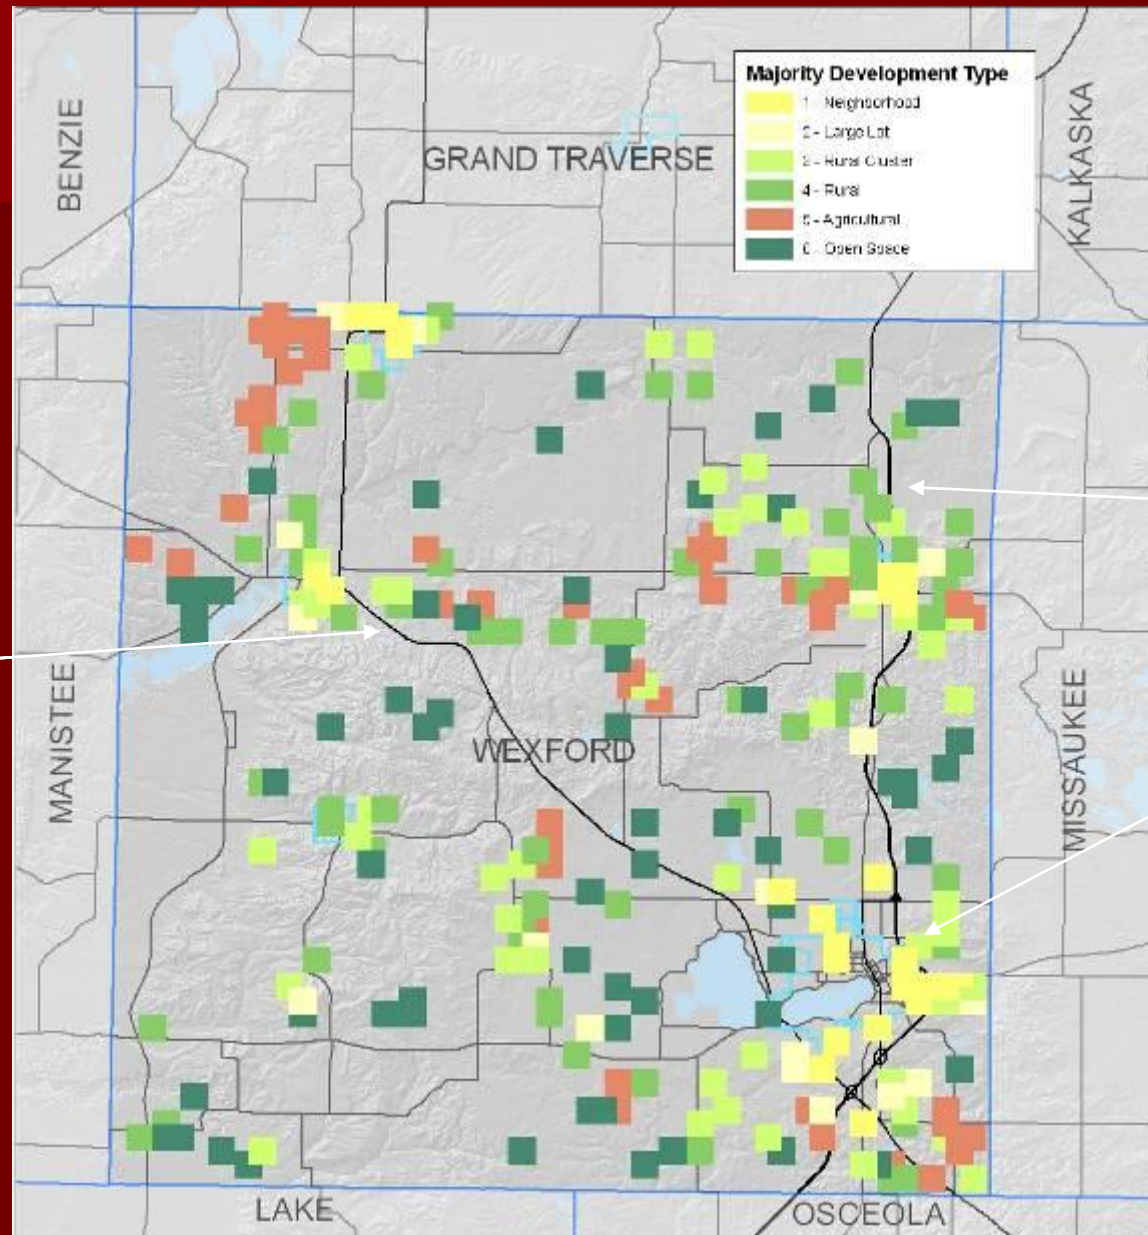 Majority Development Type
1 - Neighborhood
2 - Large Lot
3 - Rural Cluster
4 - Rural
5 - Agricultural
6 - Open Space
BENZIE
GRAND TRAVERSE
KALKASKA
MANISTEE
WEXFORD
MISSAUKEE
LAKE
OSCEOLA